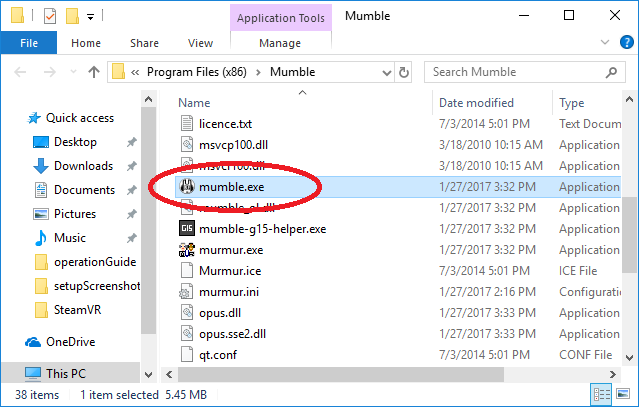 Application Tools Mumble
File Home Share View Manage
« Program Files (x86) > Mumble Search Mumble
Name Date modified Type
Quick access
Desktop
Downloads
Documents
Pictures
Music
operationGuide
setupScreenshot
SteamVR
OneDrive
This PC
licence.txt 7/3/2014 5:01 PM Text Docum
msvcp100.dll 3/18/2010 10:15 AM Application
msvcr100.dll 3/18/2010 10:15 AM Application
mumble.exe 1/27/2017 3:32 PM Application
mumble_ol.dll 1/27/2017 3:33 PM Application
mumble-g15-helper.exe 1/27/2017 3:32 PM Application
murmur.exe 1/27/2017 3:32 PM Application
Murmur.ice 7/3/2014 5:01 PM ICE File
murmur.ini 1/27/2017 2:16 PM Configuratio
opus.dll 1/27/2017 3:33 PM Application
opus.sse2.dll 1/27/2017 3:33 PM Application
qt.conf 7/3/2014 5:01 PM CONF File
38 items 1 item selected 5.45 MB